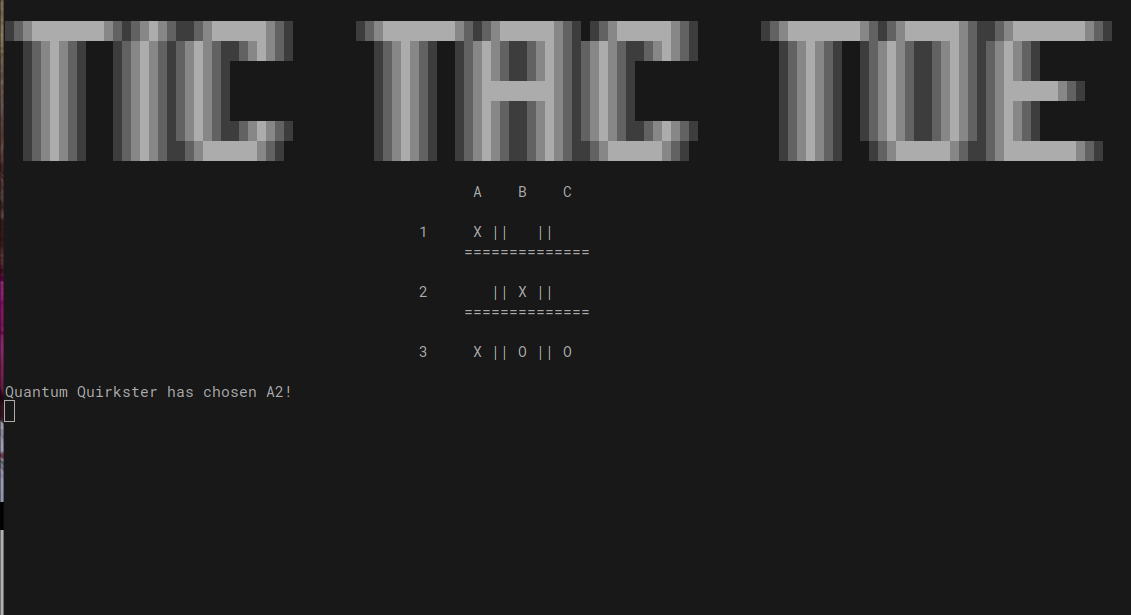 TIC TAC TOE
A B C
1 X || ||
==============
2 || X ||
==============
3 X || O || O
Quantum Quirkster has chosen A2!